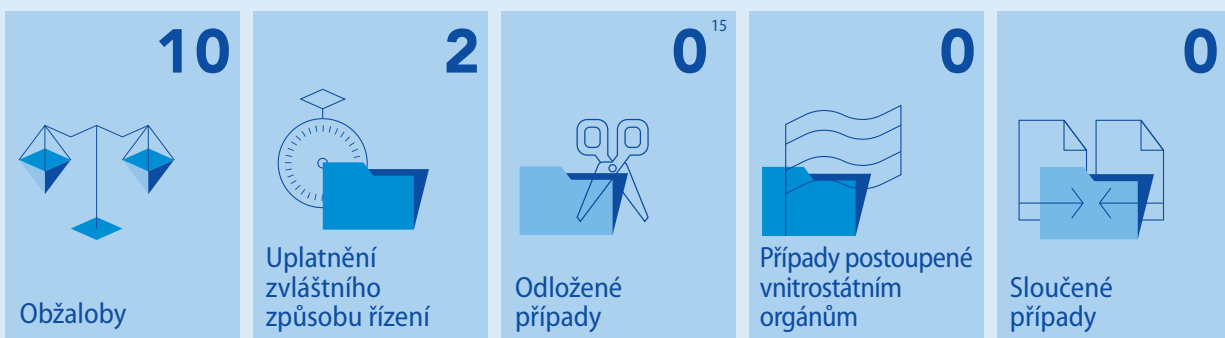 10
Obžaloby
2
Uplatnění
zvláštního
způsobu řízení
0 15
Odložené
případy
0
Případy postoupené
vnitrostátním
orgánům
0
Sloučené
případy